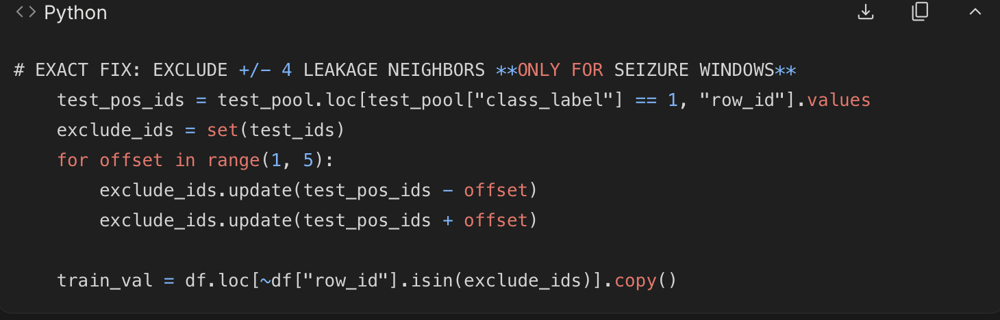 <> Python
# EXACT FIX: EXCLUDE +/- 4 LEAKAGE NEIGHBORS **ONLY FOR SEIZURE WINDOWS**
    test_pos_ids = test_pool.loc[test_pool["class_label"] == 1, "row_id"].values
    exclude_ids = set(test_ids)
    for offset in range(1, 5):
        exclude_ids.update(test_pos_ids - offset)
        exclude_ids.update(test_pos_ids + offset)

    train_val = df.loc[~df["row_id"].isin(exclude_ids)].copy()